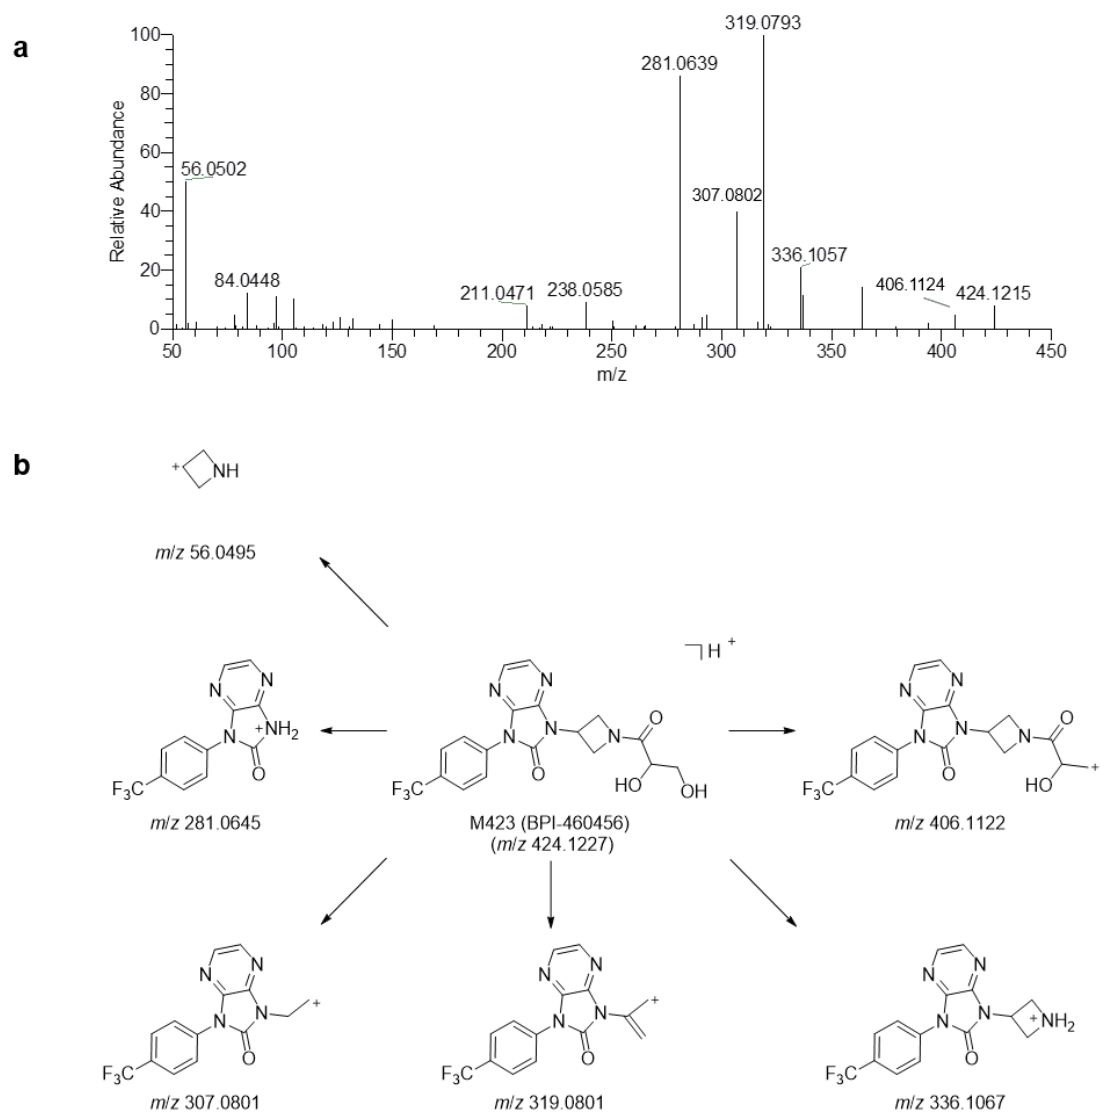 a
Relative Abundance
100
80
60
40
20
0
319.0793
281.0639
56.0502
307.0802
336.1057
84.0448
211.0471
238.0585
406.1124
424.1215
50 100 150 200 250 300 350 400 450
m/z
b
+ NH
m/z 56.0495
H +
N N
N +NH2
F3C O
m/z 281.0645
N N
N N N O
F3C O HO OH
M423 (BPI-460456)
(m/z 424.1227)
N N
N N N O
F3C O HO +
m/z 406.1122
N N
N N +
F3C O
m/z 307.0801
N N
N N +
F3C O
m/z 319.0801
N N
N N + NH2
F3C O
m/z 336.1067